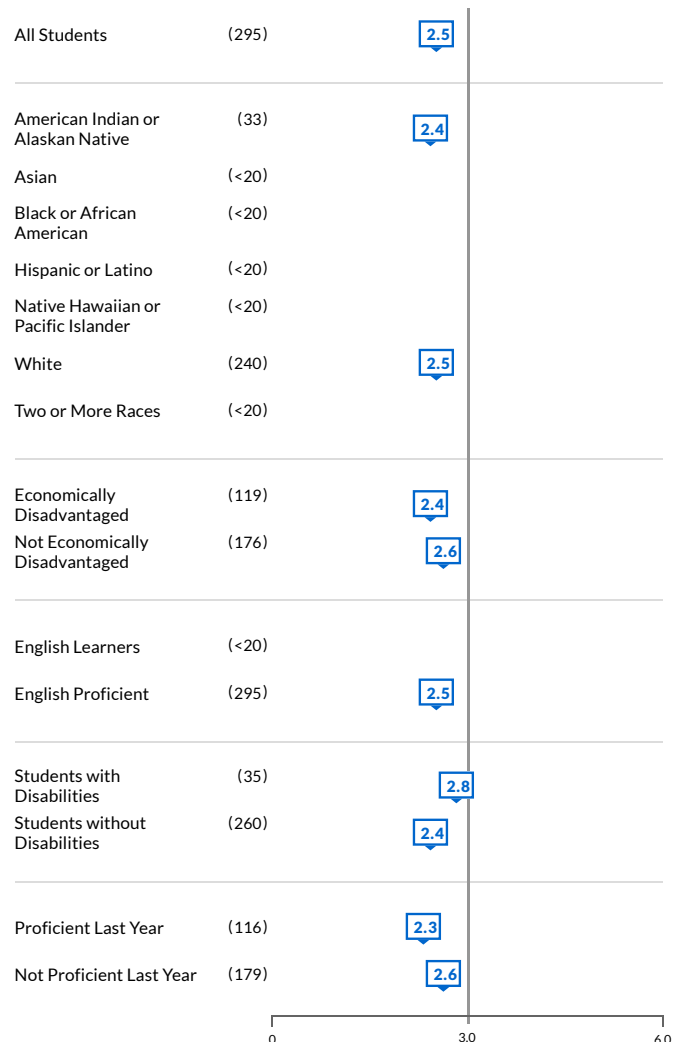 All Students (295) 2.5
American Indian or (33) 2.4
Alaskan Native
Asian (<20)
Black or African (<20)
American
Hispanic or Latino (<20)
Native Hawaiian or (<20)
Pacific Islander
White (240) 2.5
Two or More Races (<20)
Economically (119) 2.4
Disadvantaged
Not Economically (176) 2.6
Disadvantaged
English Learners (<20)
English Proficient (295) 2.5
Students with (35) 2.8
Disabilities
Students without (260) 2.4
Disabilities
Proficient Last Year (116) 2.3
Not Proficient Last Year (179) 2.6
0 3.0 6.0